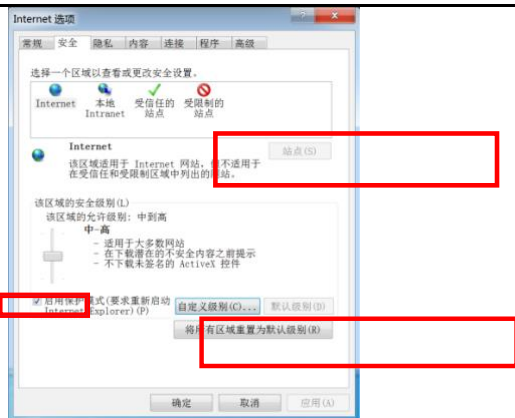 Internet 选项
常规 安全 隐私 内容 连接 程序 高级
选择一个区域以查看或更改安全设置。
Internet 本地 受信任的 受限制的
Intranet 站点 站点
Internet
站点(S)
该区域适用于 Internet 网站，但不适用于
在受信任和受限制区域中列出的网站。
该区域的安全级别(L)
该区域的允许级别: 中到高
中-高
- 适用于大多数网站
- 在下载潜在的不安全内容之前提示
- 不下载未签名的 ActiveX 控件
启用保护模式(要求重新启动
Internet Explorer)(P)
自定义级别(C)... 默认级别(D)
将所有区域重置为默认级别(R)
确定 取消 应用(A)